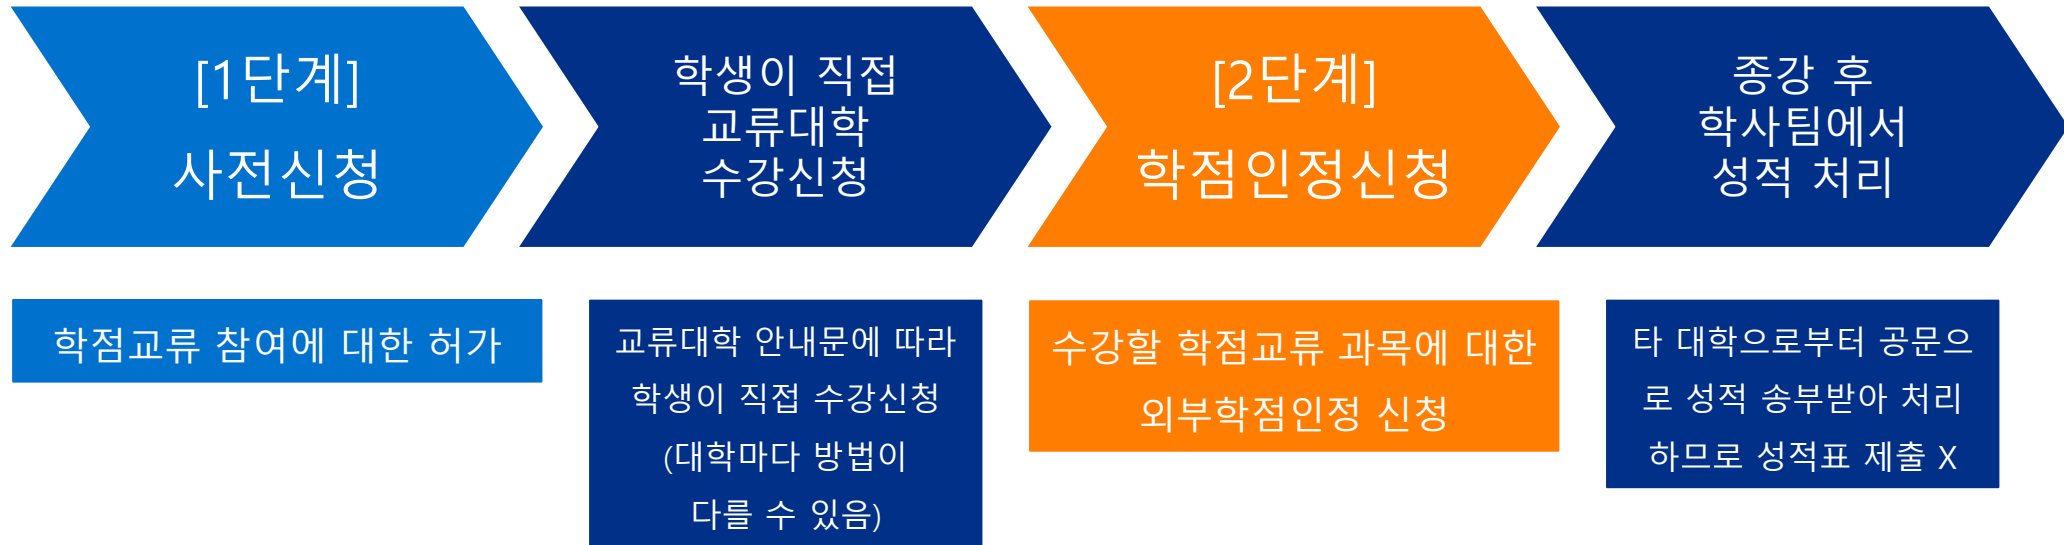 [1단계]
사전신청
학생이 직접
교류대학
수강신청
[2단계]
학점인정신청
종강 후
학사팀에서
성적 처리
학점교류 참여에 대한 허가
교류대학 안내문에 따라
학생이 직접 수강신청
(대학마다 방법이
다를 수 있음)
수강할 학점교류 과목에 대한
외부학점인정 신청
타 대학으로부터 공문으
로 성적 송부받아 처리
하므로 성적표 제출 X